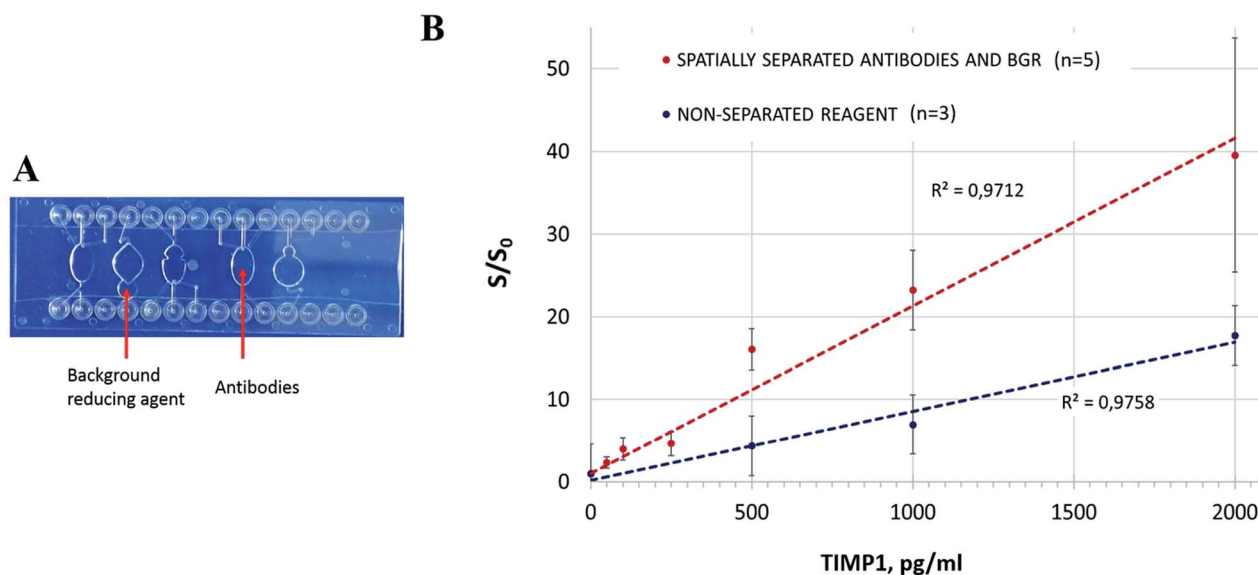 A
Background
reducing agent
Antibodies
B
SPATIALLY SEPARATED ANTIBODIES AND BGR (n=5)
NON-SEPARATED REAGENT (n=3)
R² = 0,9712
R² = 0,9758
S/S₀
50
40
30
20
10
0
0 500 1000 1500 2000
TIMP1, pg/ml